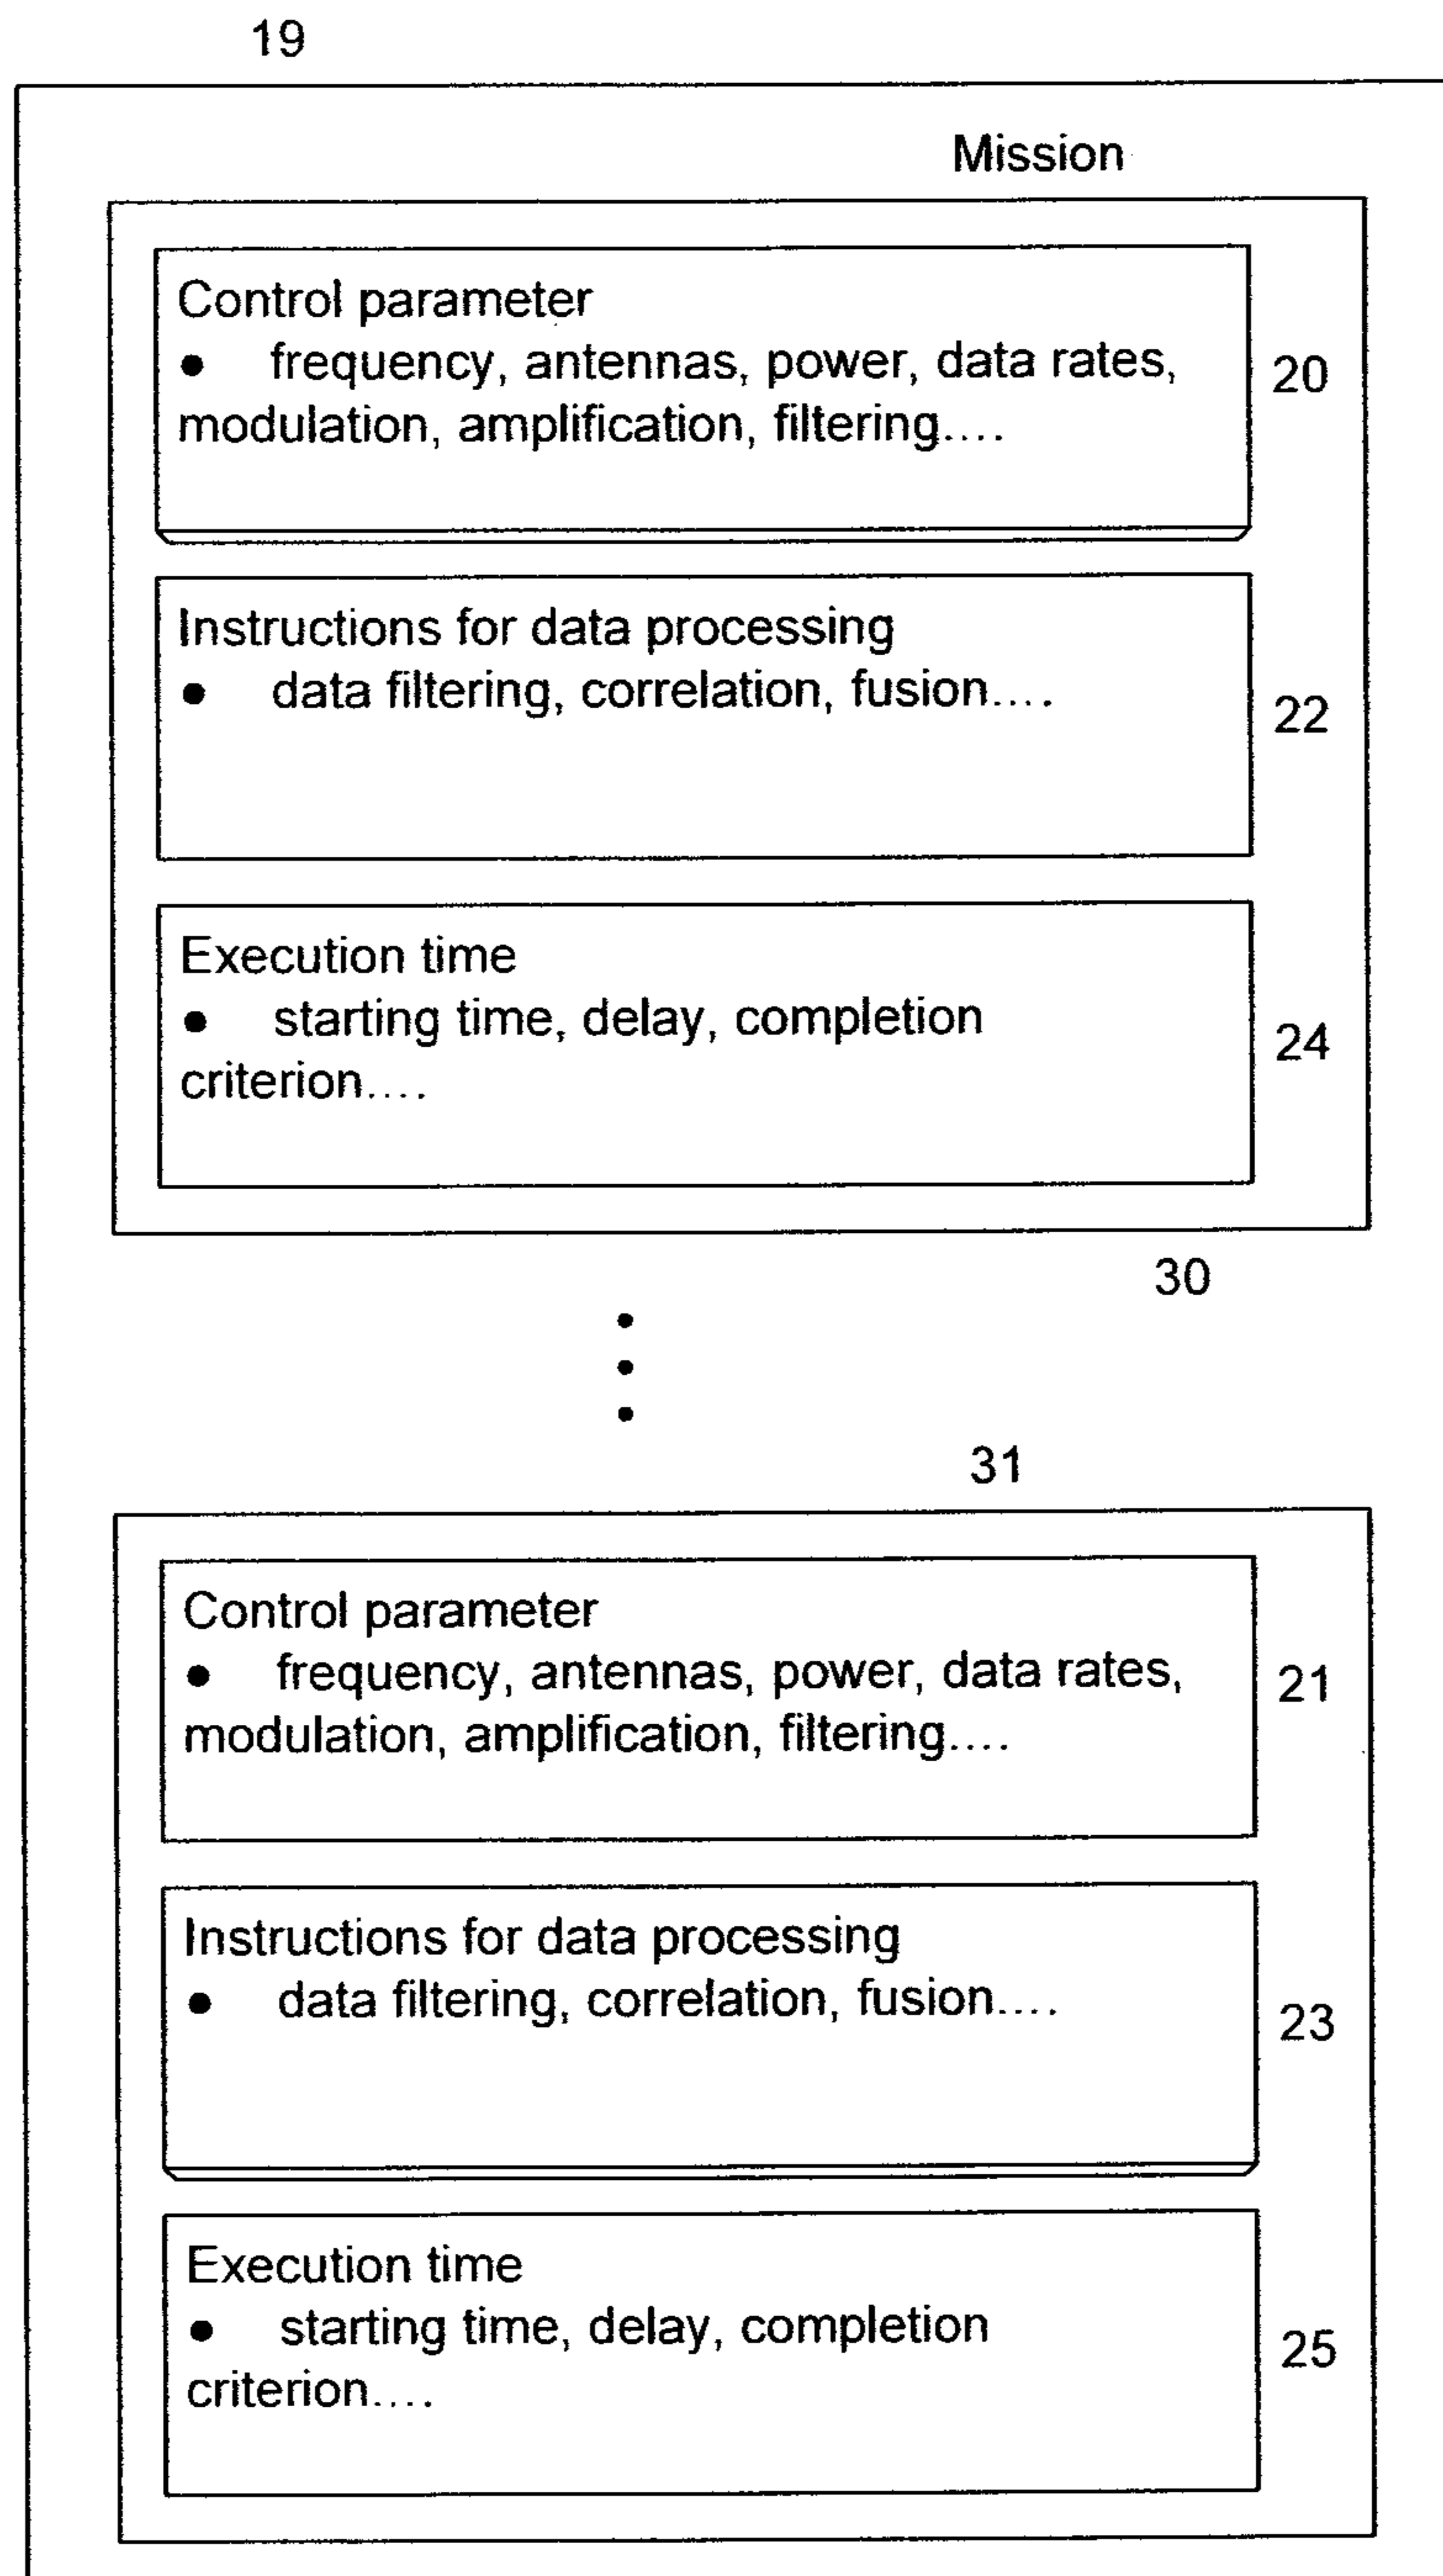 19
Mission
Control parameter
● frequency, antennas, power, data rates,
modulation, amplification, filtering....
20
Instructions for data processing
● data filtering, correlation, fusion....
22
Execution time
● starting time, delay, completion
criterion....
24
30
31
Control parameter
● frequency, antennas, power, data rates,
modulation, amplification, filtering....
21
Instructions for data processing
● data filtering, correlation, fusion....
23
Execution time
● starting time, delay, completion
criterion....
25